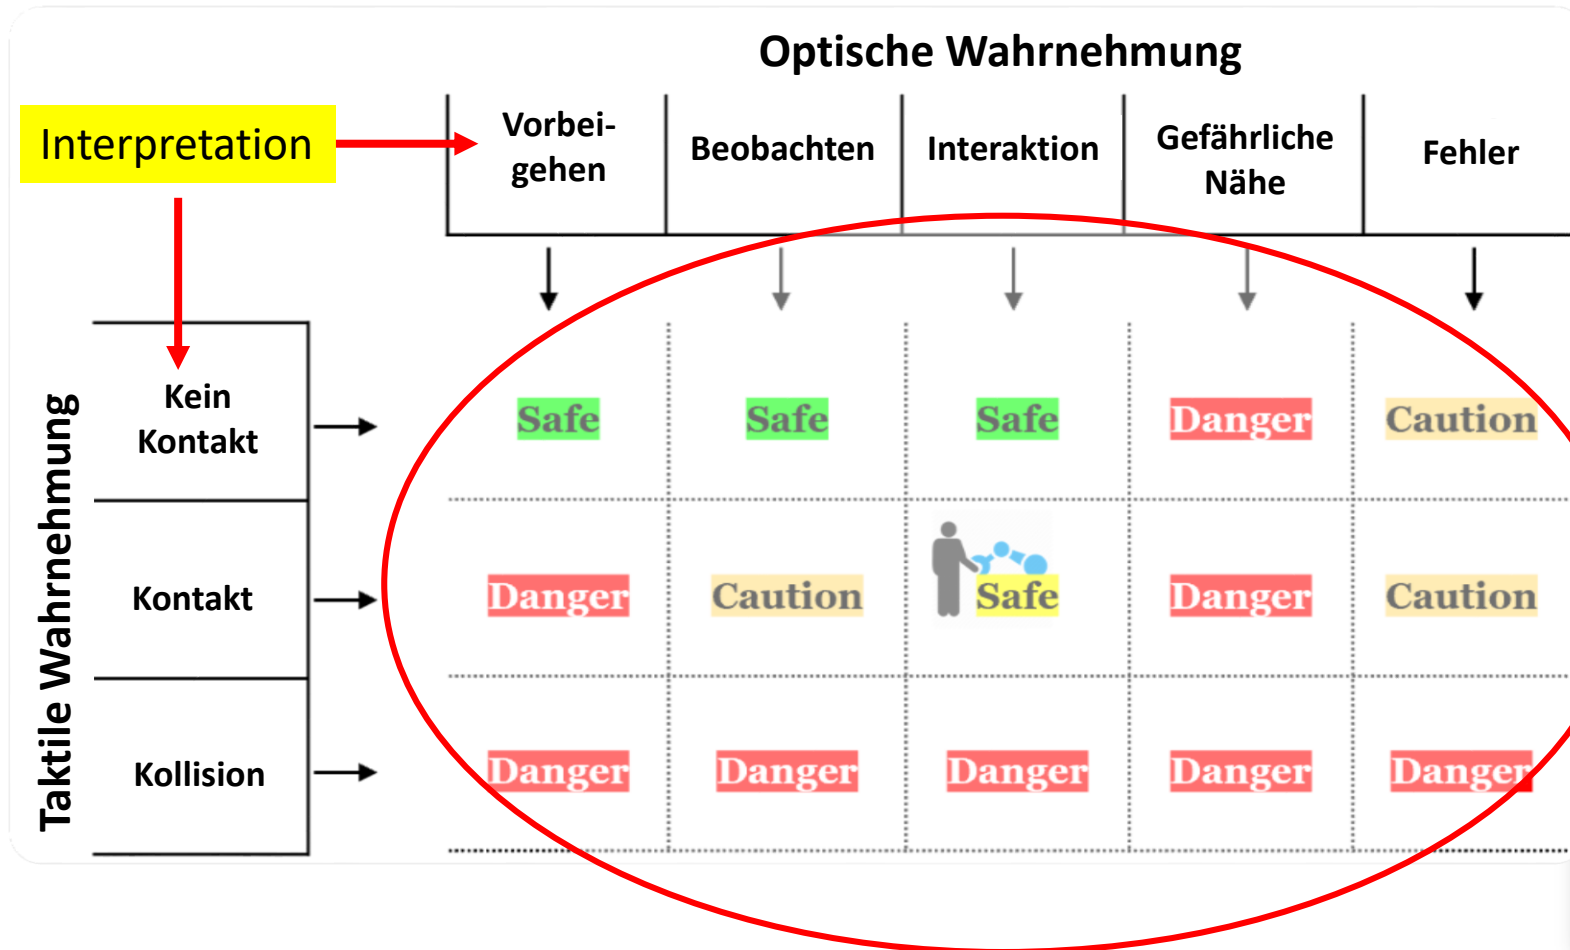 Optische Wahrnehmung
Interpretation
Vorbei-
gehen
Beobachten
Interaktion
Gefährliche
Nähe
Fehler
Taktile Wahrnehmung
Kein
Kontakt
Safe
Safe
Safe
Danger
Caution
Kontakt
Danger
Caution
Safe
Danger
Caution
Kollision
Danger
Danger
Danger
Danger
Danger